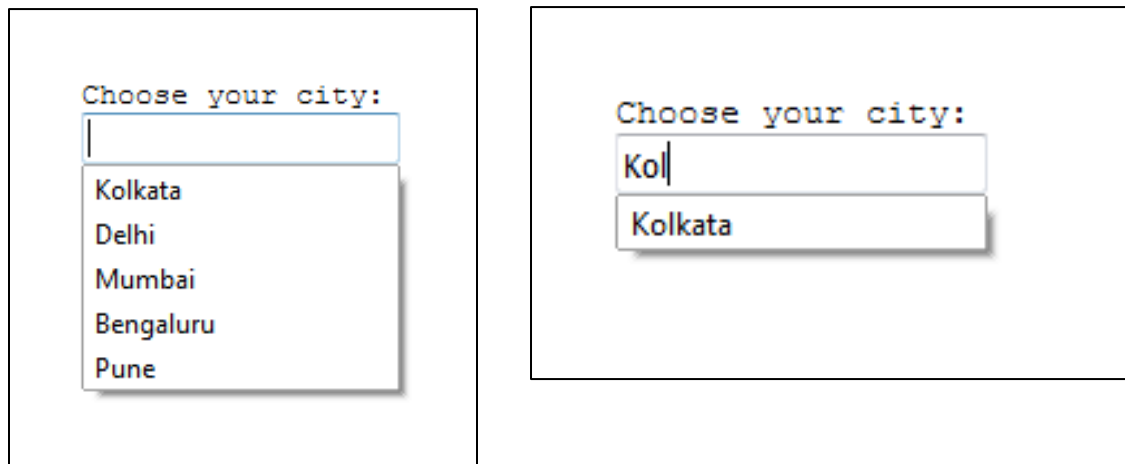 Choose your city:
Kolkata
Delhi
Mumbai
Bengaluru
Pune
Choose your city:
Kol
Kolkata